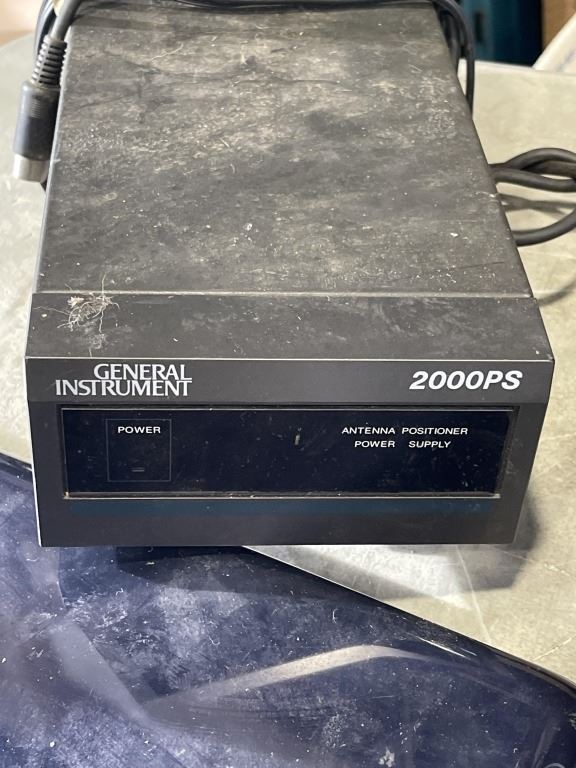 GENERAL
INSTRUMENT
2000PS
POWER
ANTENNA POSITIONER
POWER SUPPLY